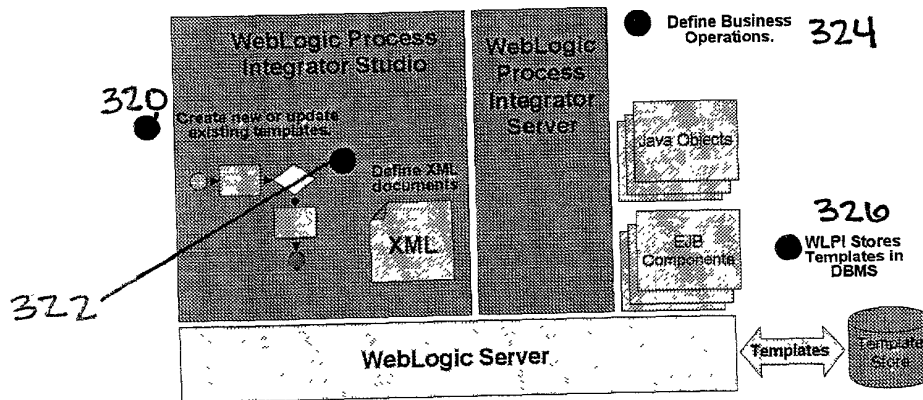 WebLogic Process
Integrator Studio
WebLogic
Process
Integrator
Server
Define Business
Operations.
324
320
Create new or update
existing templates.
Define XML
documents
XML
Java Objects
EJB
Components
326
WLPI Stores
Templates in
DBMS
322
WebLogic Server
Templates
Template
Store